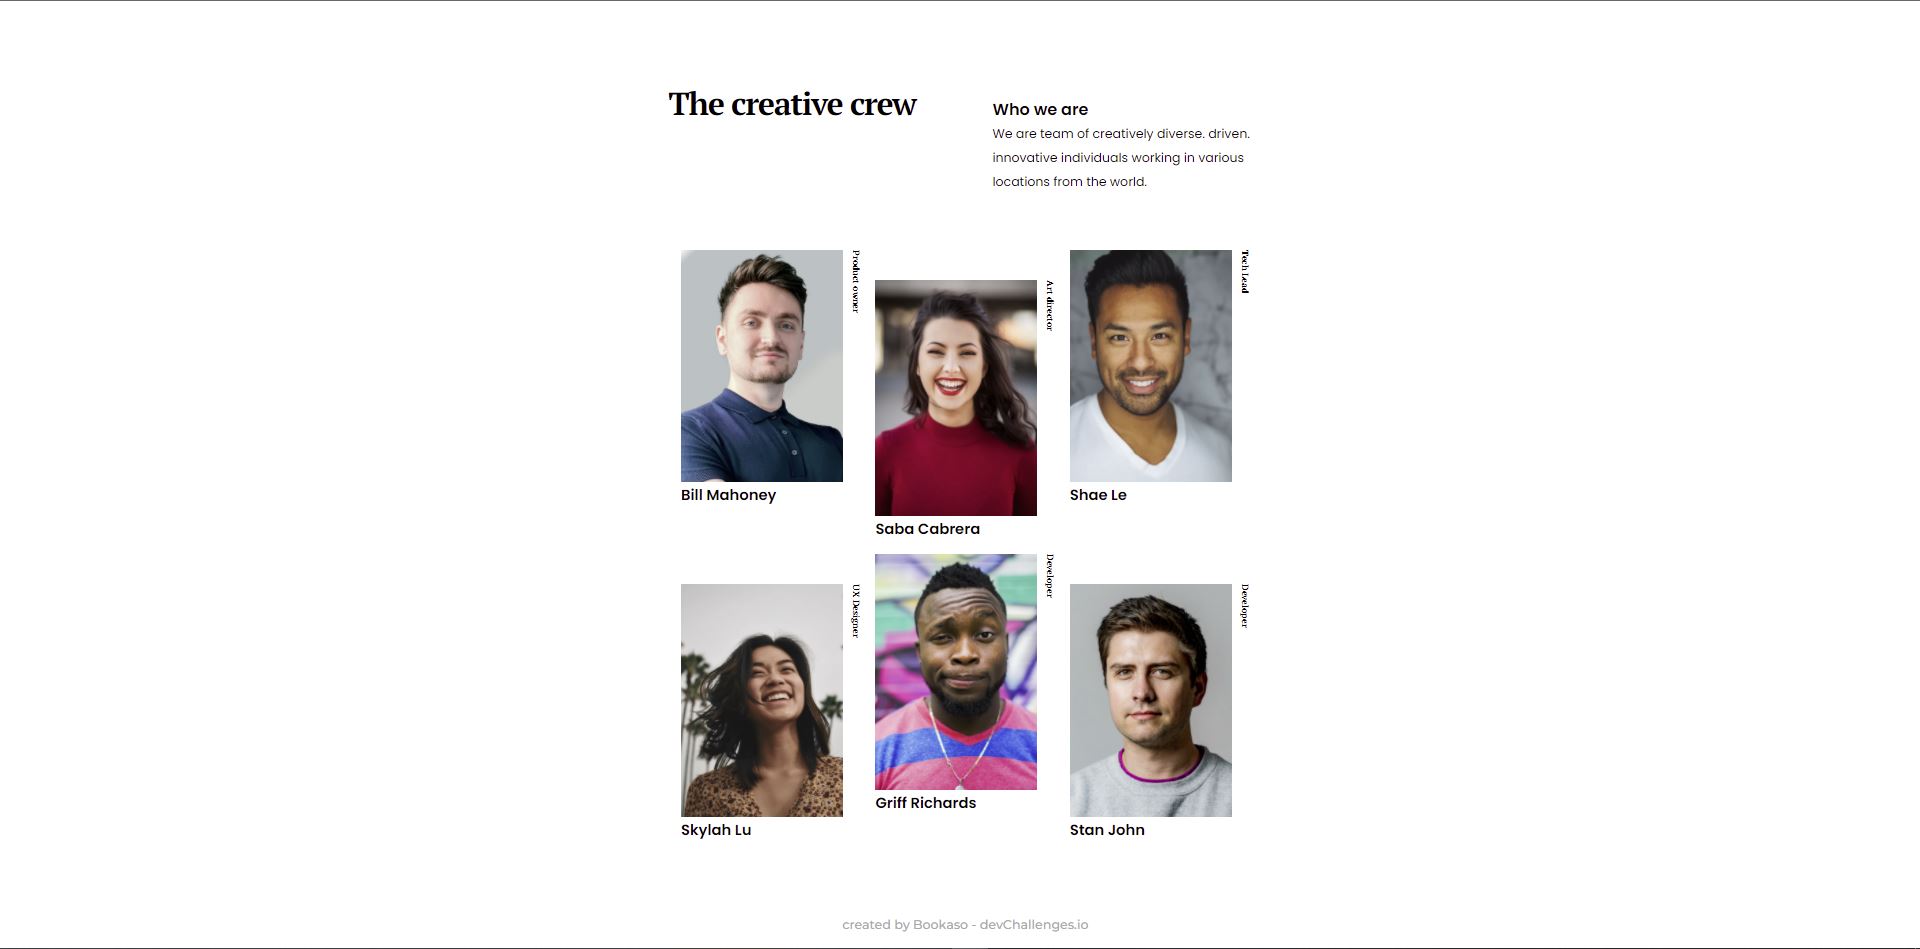 The creative crew
Who we are
We are team of creatively diverse. driven.
innovative individuals working in various
locations from the world.
Product owner
Bill Mahoney
Art director
Saba Cabrera
Tech Lead
Shae Le
UX Designer
Skylah Lu
Developer
Griff Richards
Developer
Stan John
created by Bookaso - devChallenges.io